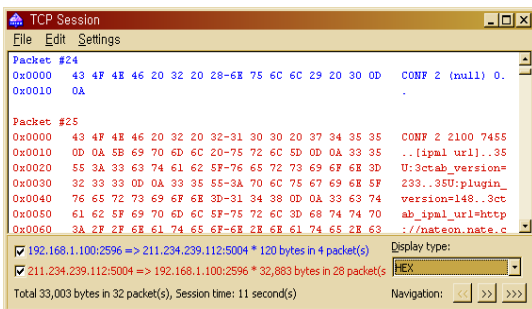 TCP Session
File Edit Settings
Packet #24
0x0000 43 4F 4E 46 20 32 20 28-6E 75 6C 6C 29 20 30 0D CONF 2 (null) 0.
0x0010 0A .
Packet #25
0x0000 43 4F 4E 46 20 32 20 32-31 30 30 20 37 34 35 35 CONF 2 2100 7455
0x0010 0D 0A 5B 69 70 6D 6C 20-75 72 6C 5D 0D 0A 33 35 ..[ipml url]..35
0x0020 55 3A 33 63 74 61 62 5F-76 65 72 73 69 6F 6E 3D U:3ctab_version=
0x0030 32 33 33 0D 0A 33 35 55-3A 70 6C 75 67 69 6E 5F 233..35U:plugin_
0x0040 76 65 72 73 69 6F 6E 3D-31 34 38 0D 0A 33 63 74 version=148..3ct
0x0050 61 62 5F 69 70 6D 6C 5F-75 72 6C 3D 68 74 74 70 ab_ipml_url=http
0x0060 3A 2F 2F 6E 61 74 65 6F-6E 2E 6E 61 74 65 2E 63 ://nateon.nate.c
192.168.1.100:2596 => 211.234.239.112:5004 * 120 bytes in 4 packet(s)
Display type:
211.234.239.112:5004 => 192.168.1.100:2596 * 32,883 bytes in 28 packet(s
HEX
Total 33,003 bytes in 32 packet(s), Session time: 11 second(s)
Navigation: << >> >>>